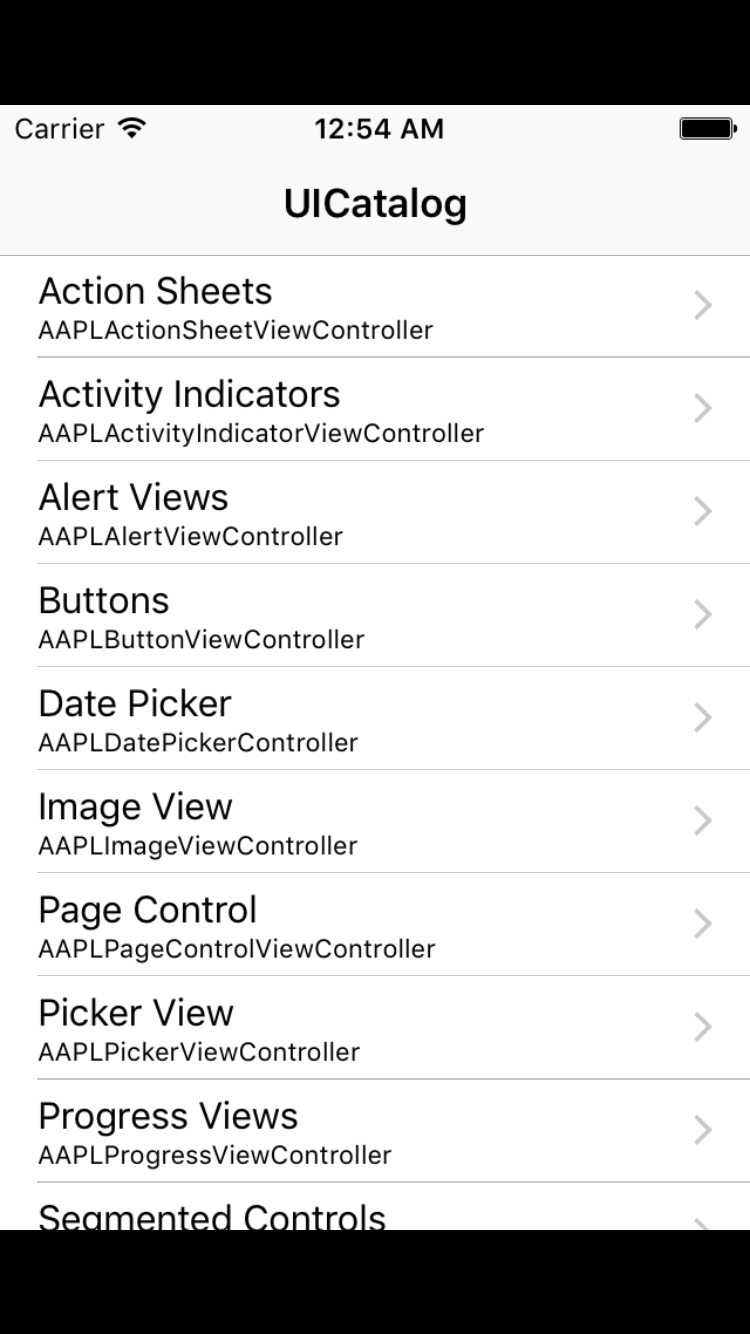 Carrier 12:54 AM
UICatalog
Action Sheets
AAPLActionSheetViewController
Activity Indicators
AAPLActivityIndicatorViewController
Alert Views
AAPLAlertViewController
Buttons
AAPLButtonViewController
Date Picker
AAPLDatePickerController
Image View
AAPLImageViewController
Page Control
AAPLPageControlViewController
Picker View
AAPLPickerViewController
Progress Views
AAPLProgressViewController
Segmented Controls